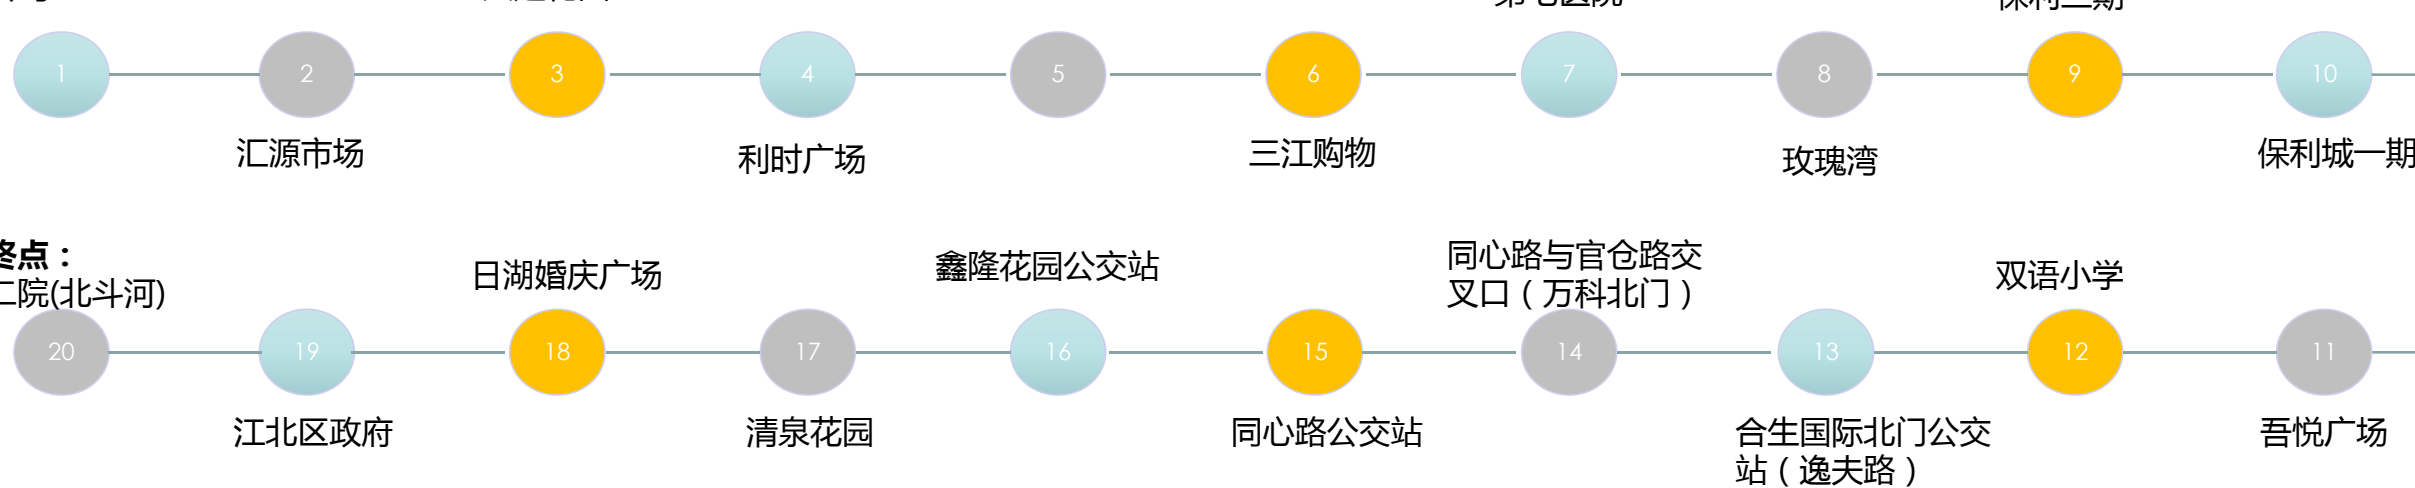 1
2
3
4
5
6
7
8
9
10
汇源市场
利时广场
三江购物
玫瑰湾
保利城一期
终点：
工院(北斗河)
日湖婚庆广场
鑫隆花园公交站
同心路与官仓路交
叉口（万科北门）
双语小学
20
19
18
17
16
15
14
13
12
11
江北区政府
清泉花园
同心路公交站
合生国际北门公交
站（逸夫路）
吾悦广场